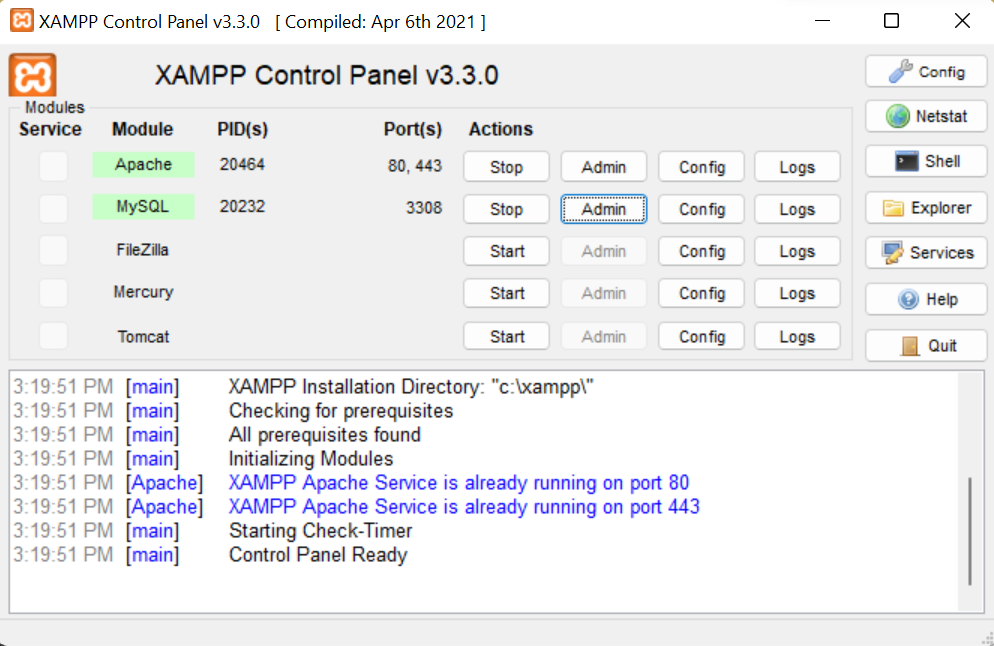 XAMPP Control Panel v3.3.0 [ Compiled: Apr 6th 2021 ]
XAMPP Control Panel v3.3.0
Config
Modules
Service Module PID(s) Port(s) Actions
Netstat
Apache 20464 80, 443 Stop Admin Config Logs
Shell
MySQL 20232 3308 Stop Admin Config Logs
Explorer
FileZilla Start Admin Config Logs
Services
Mercury Start Admin Config Logs
Help
Tomcat Start Admin Config Logs
Quit
3:19:51 PM [main] XAMPP Installation Directory: "c:\xampp\"
3:19:51 PM [main] Checking for prerequisites
3:19:51 PM [main] All prerequisites found
3:19:51 PM [main] Initializing Modules
3:19:51 PM [Apache] XAMPP Apache Service is already running on port 80
3:19:51 PM [Apache] XAMPP Apache Service is already running on port 443
3:19:51 PM [main] Starting Check-Timer
3:19:51 PM [main] Control Panel Ready